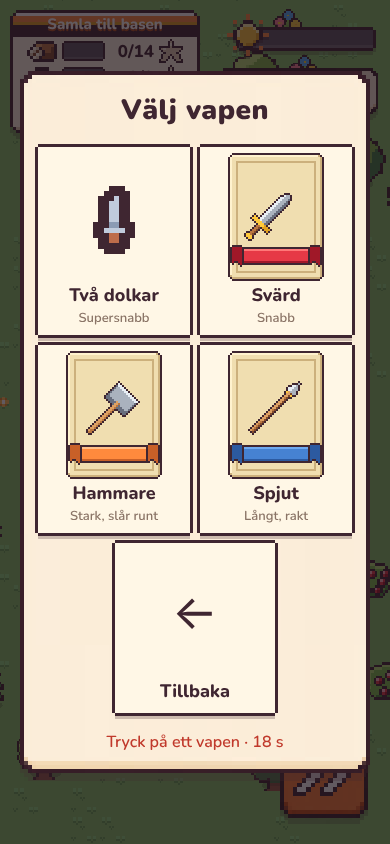 Samla till basen
0/14
Välj vapen
Två dolkar
Supersnabb
Svärd
Snabb
Hammare
Stark, slår runt
Spjut
Långt, rakt
Tillbaka
Tryck på ett vapen · 18 s